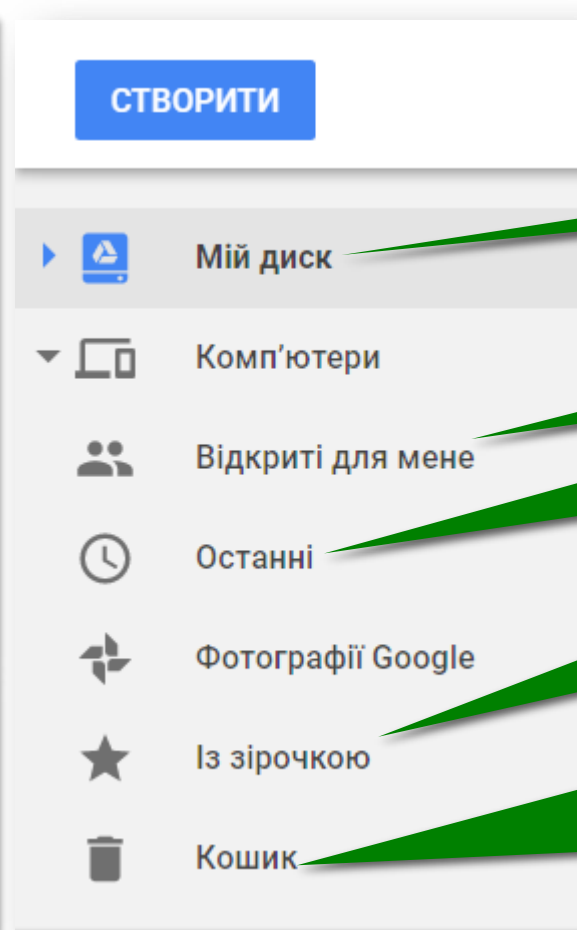 СТВОРИТИ
Мій диск
Комп’ютери
Відкриті для мене
Останні
Фотографії Google
Із зірочкою
Кошик